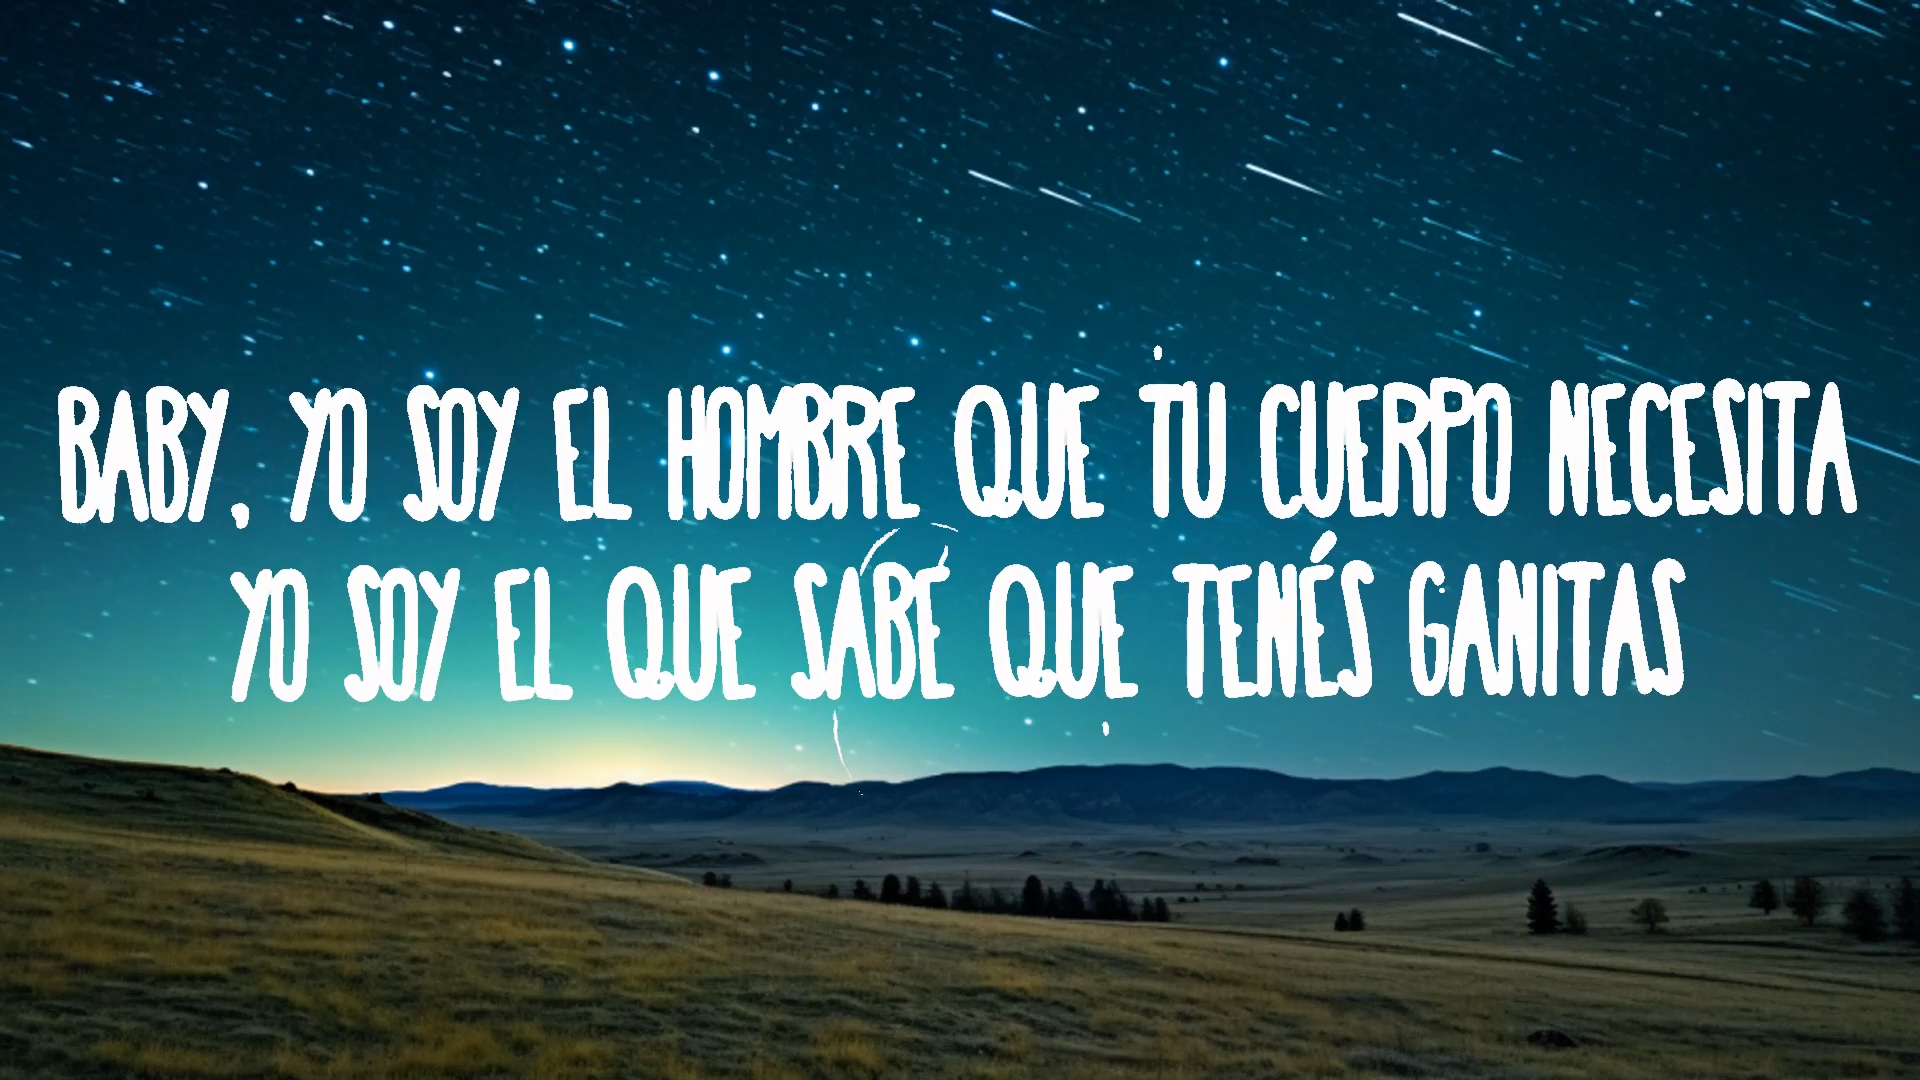 BABY, YO SOY EL HOMBRE QUE TU CUERPO NECESITA
YO SOY EL QUE SABE QUE TENÉS GANITAS